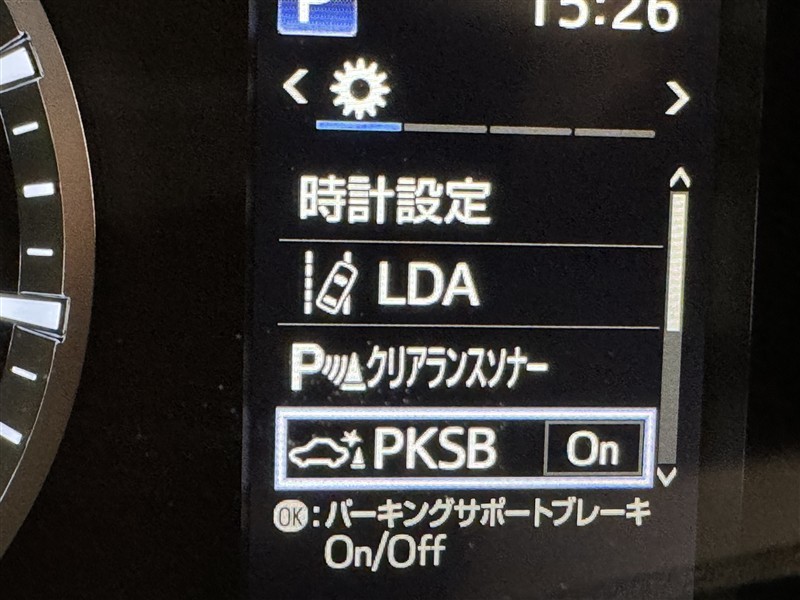 P 15:26
時計設定
LDA
Pクリアランスソナー
PKSB On
OK:パーキングサポートブレーキ
On/Off